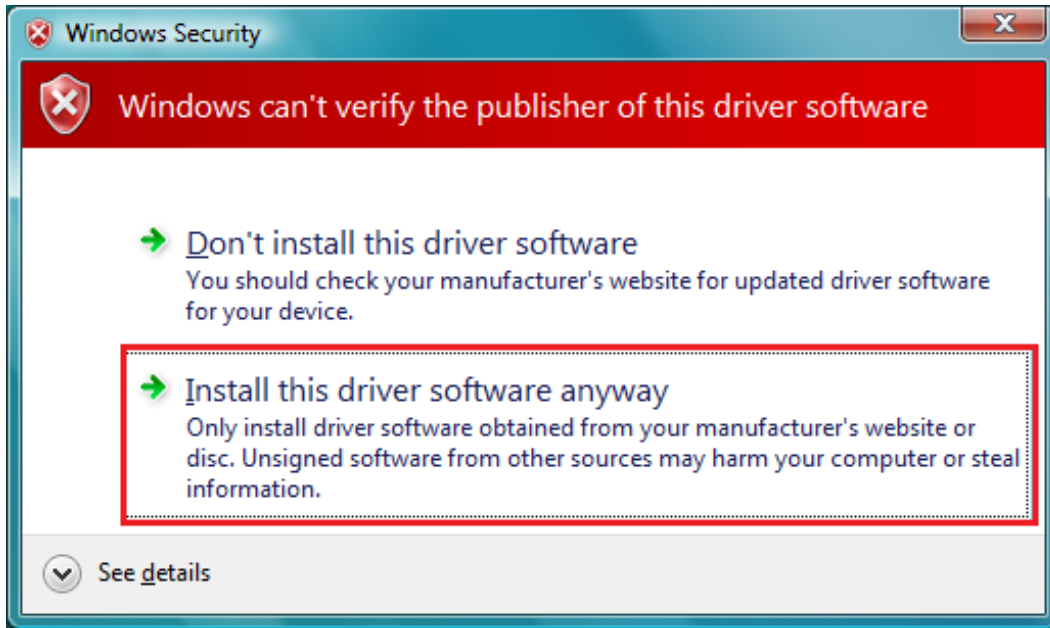 Windows Security
Windows can't verify the publisher of this driver software
Don't install this driver software
You should check your manufacturer's website for updated driver software
for your device.
Install this driver software anyway
Only install driver software obtained from your manufacturer's website or
disc. Unsigned software from other sources may harm your computer or steal
information.
See details